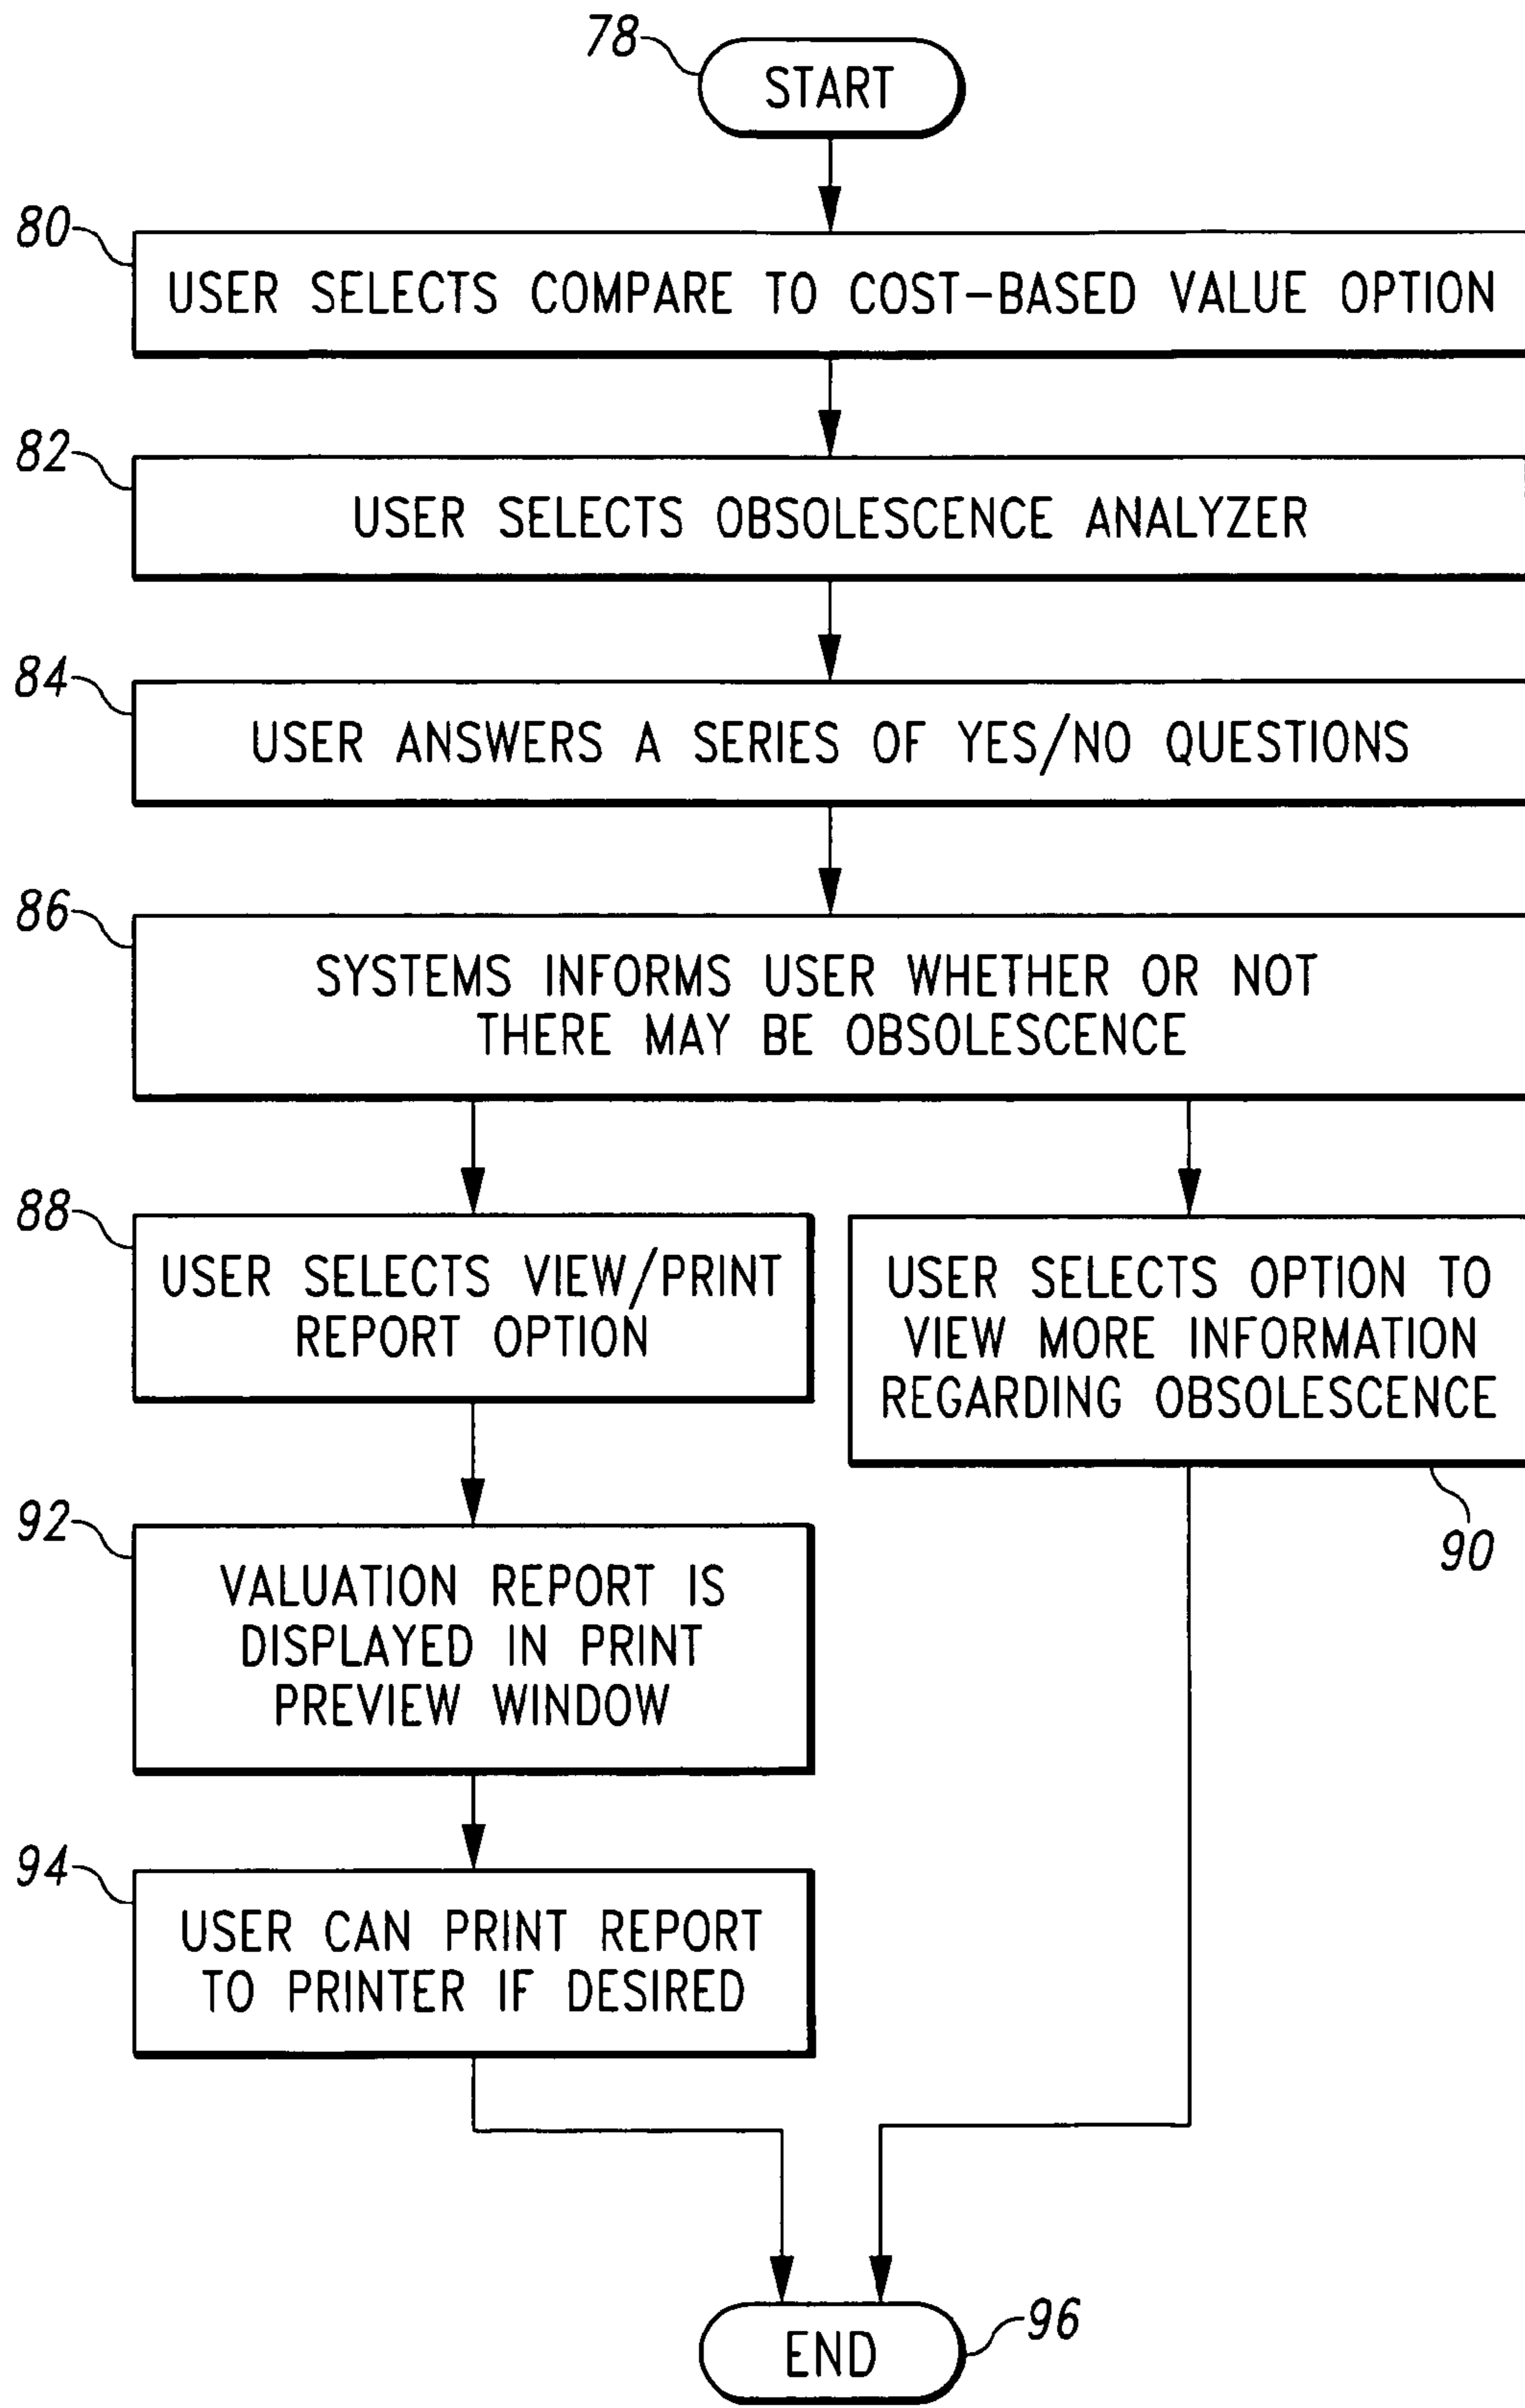 78
START
80
USER SELECTS COMPARE TO COST-BASED VALUE OPTION
82
USER SELECTS OBSOLESCENCE ANALYZER
84
USER ANSWERS A SERIES OF YES/NO QUESTIONS
86
SYSTEMS INFORMS USER WHETHER OR NOT
THERE MAY BE OBSOLESCENCE
88
USER SELECTS VIEW/PRINT
REPORT OPTION
USER SELECTS OPTION TO
VIEW MORE INFORMATION
REGARDING OBSOLESCENCE
90
92
VALUATION REPORT IS
DISPLAYED IN PRINT
PREVIEW WINDOW
94
USER CAN PRINT REPORT
TO PRINTER IF DESIRED
END
96